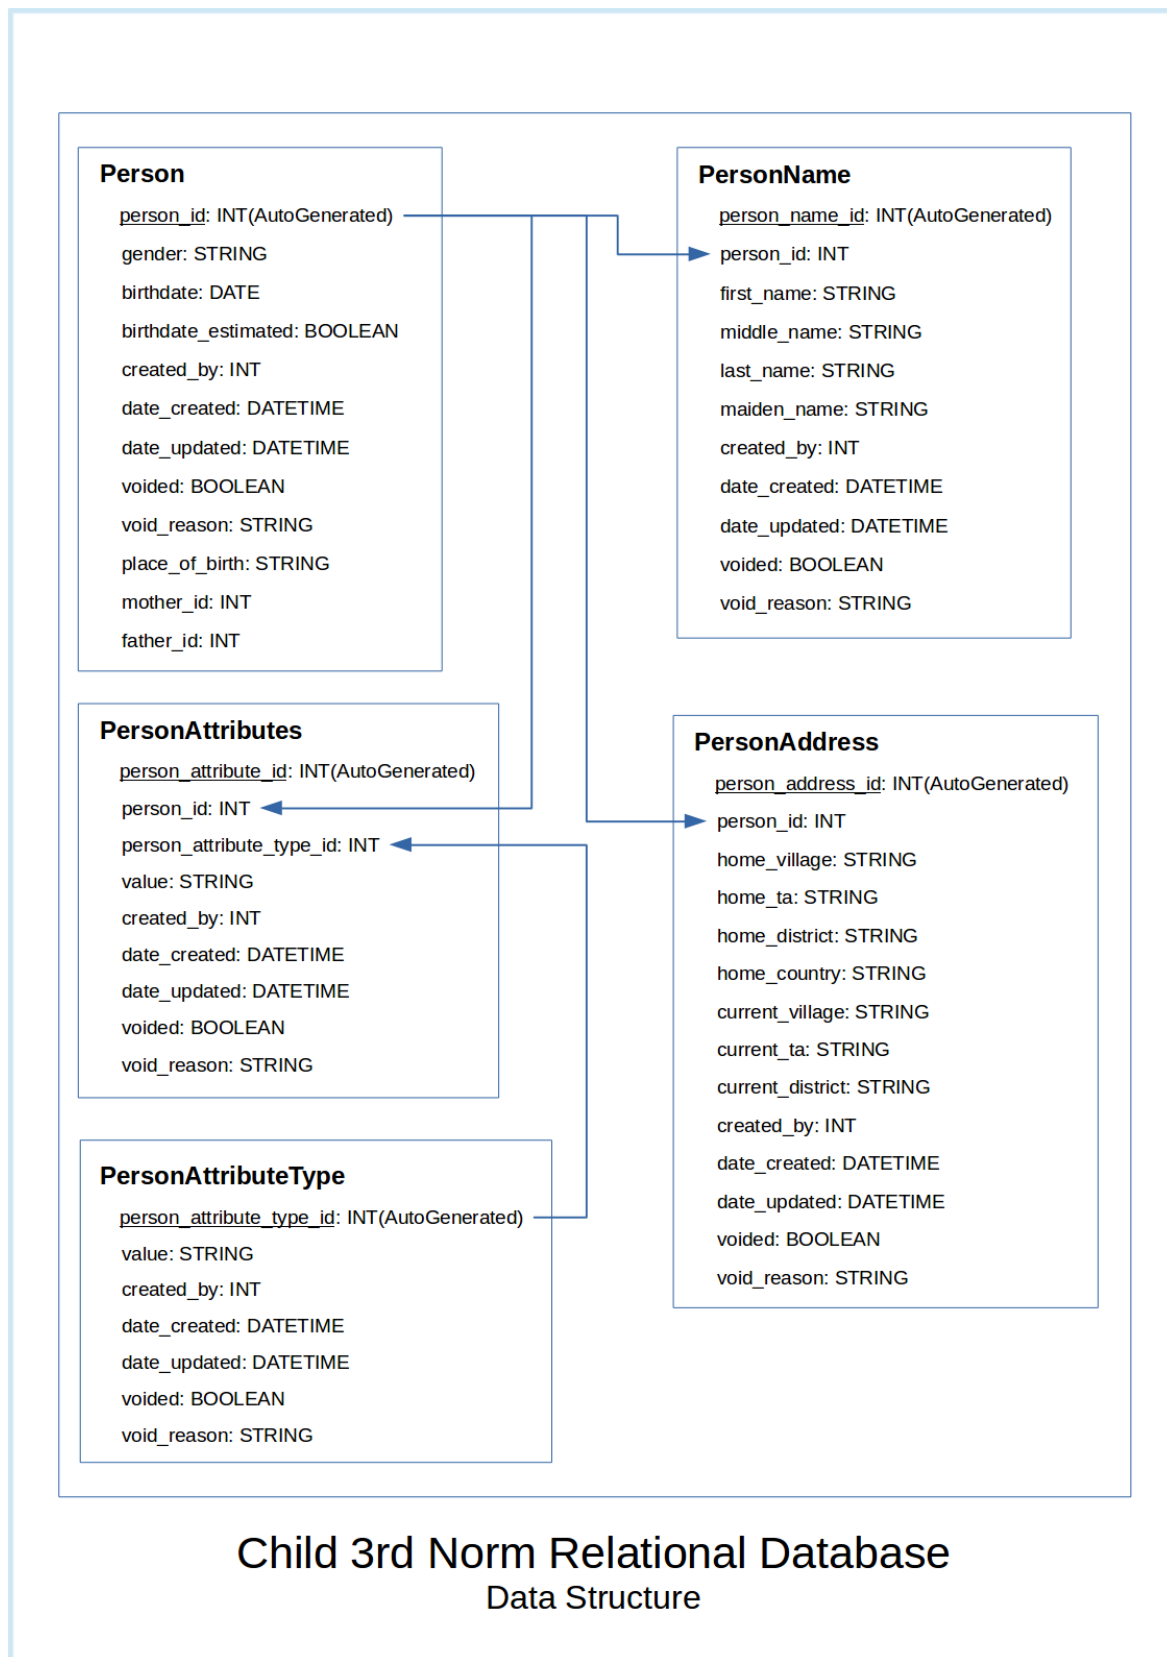 Person
person_id: INT(AutoGenerated)
gender: STRING
birthdate: DATE
birthdate_estimated: BOOLEAN
created_by: INT
date_created: DATETIME
date_updated: DATETIME
voided: BOOLEAN
void_reason: STRING
place_of_birth: STRING
mother_id: INT
father_id: INT
PersonName
person_name_id: INT(AutoGenerated)
person_id: INT
first_name: STRING
middle_name: STRING
last_name: STRING
maiden_name: STRING
created_by: INT
date_created: DATETIME
date_updated: DATETIME
voided: BOOLEAN
void_reason: STRING
PersonAttributes
person_attribute_id: INT(AutoGenerated)
person_id: INT
person_attribute_type_id: INT
value: STRING
created_by: INT
date_created: DATETIME
date_updated: DATETIME
voided: BOOLEAN
void_reason: STRING
PersonAddress
person_address_id: INT(AutoGenerated)
person_id: INT
home_village: STRING
home_ta: STRING
home_district: STRING
home_country: STRING
current_village: STRING
current_ta: STRING
current_district: STRING
created_by: INT
date_created: DATETIME
date_updated: DATETIME
voided: BOOLEAN
void_reason: STRING
PersonAttributeType
person_attribute_type_id: INT(AutoGenerated)
value: STRING
created_by: INT
date_created: DATETIME
date_updated: DATETIME
voided: BOOLEAN
void_reason: STRING
Child 3rd Norm Relational Database
Data Structure